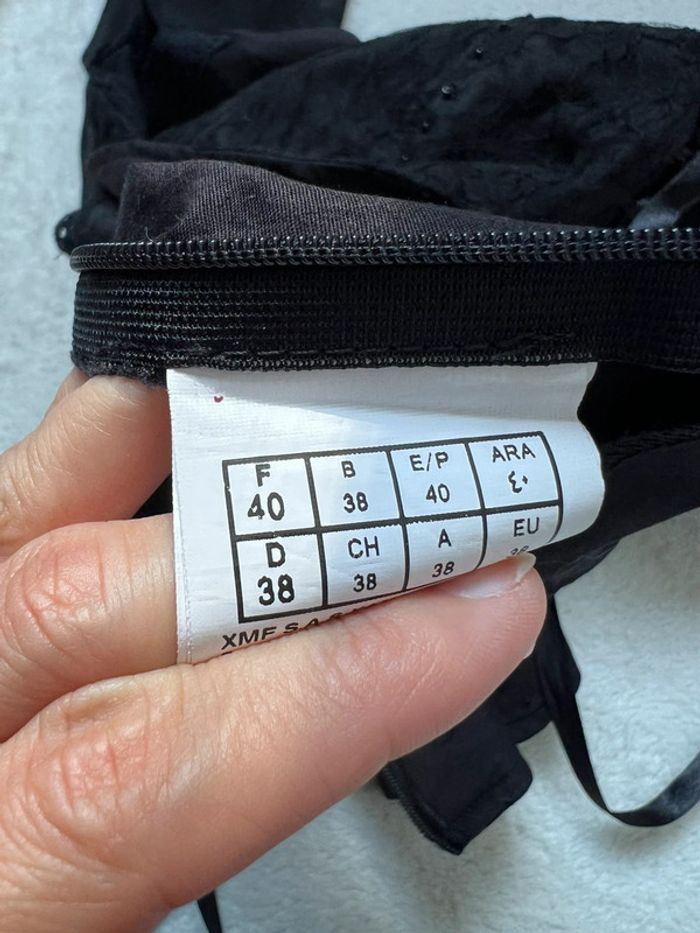 F B E/P ARA
40 38 40 ٤٠
D CH A EU
38 38 38
XMF S.A.